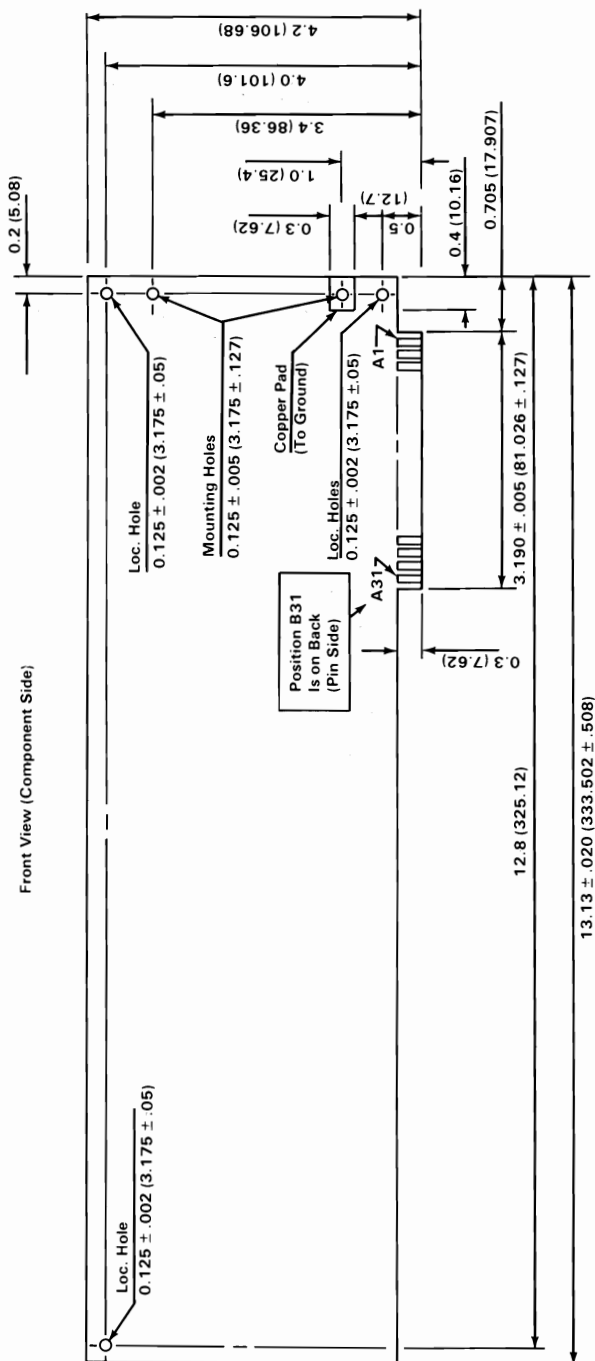 Front View (Component Side)
Loc. Hole
0.125 ± .002 (3.175 ± .05)
0.2 (5.08)
Loc. Hole
0.125 ± .002 (3.175 ± .05)
Mounting Holes
0.125 ± .005 (3.175 ± .127)
Copper Pad
(To Ground)
Loc. Holes
0.125 ± .002 (3.175 ± .05)
Position B31
Is on Back
(Pin Side)
A31
A1
4.2 (106.68)
4.0 (101.6)
3.4 (86.36)
1.0 (25.4)
0.3 (7.62)
0.5
(12.7)
0.4 (10.16)
0.705 (17.907)
3.190 ± .005 (81.026 ± .127)
0.3 (7.62)
12.8 (325.12)
13.13 ± .020 (333.502 ± .508)